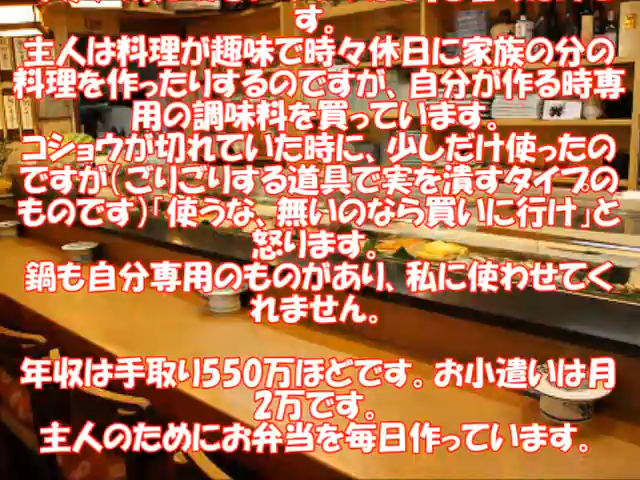 す。
主人は料理が趣味で時々休日に家族の分の
料理を作ったりするのですが、自分が作る時専
用の調味料を買っています。
コショウが切れていた時に、少しだけ使ったの
ですが(ごりごりする道具で実を潰すタイプの
ものです)「使うな、無いのなら買いに行け」と
怒ります。
鍋も自分専用のものがあり、私に使わせてく
れません。
年収は手取り550万ほどです。お小遣いは月
2万です。
主人のためにお弁当を毎日作っています。